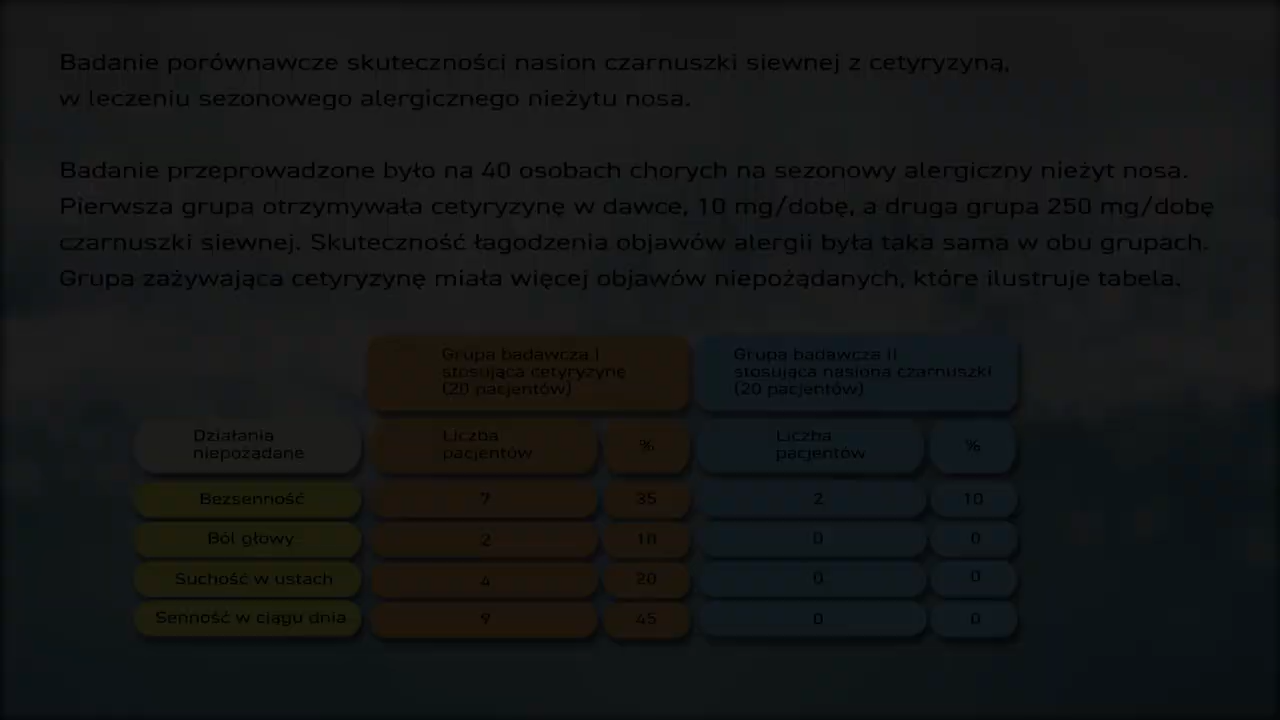 Badanie porównawcze skuteczności nasion czarnuszki siewnej z cetyryzyną,
w leczeniu sezonowego alergicznego nieżytu nosa.
Badanie przeprowadzone było na 40 osobach chorych na sezonowy alergiczny nieżyt nosa.
Pierwsza grupa otrzymywała cetyryzynę w dawce, 10 mg/dobę, a druga grupa 250 mg/dobę
czarnuszki siewnej. Skuteczność łagodzenia objawów alergii była taka sama w obu grupach.
Grupa zażywająca cetyryzynę miała więcej objawów niepożądanych, które ilustruje tabela.
Grupa badawcza I
stosująca cetyryzynę
(20 pacjentów)
Grupa badawcza II
stosująca nasiona czarnuszki
(20 pacjentów)
Działania
niepożądane
Liczba
pacjentów
%
Liczba
pacjentów
%
Bezsenność 7 35 2 10
Ból głowy 2 10 0 0
Suchość w ustach 4 20 0 0
Senność w ciągu dnia 9 45 0 0